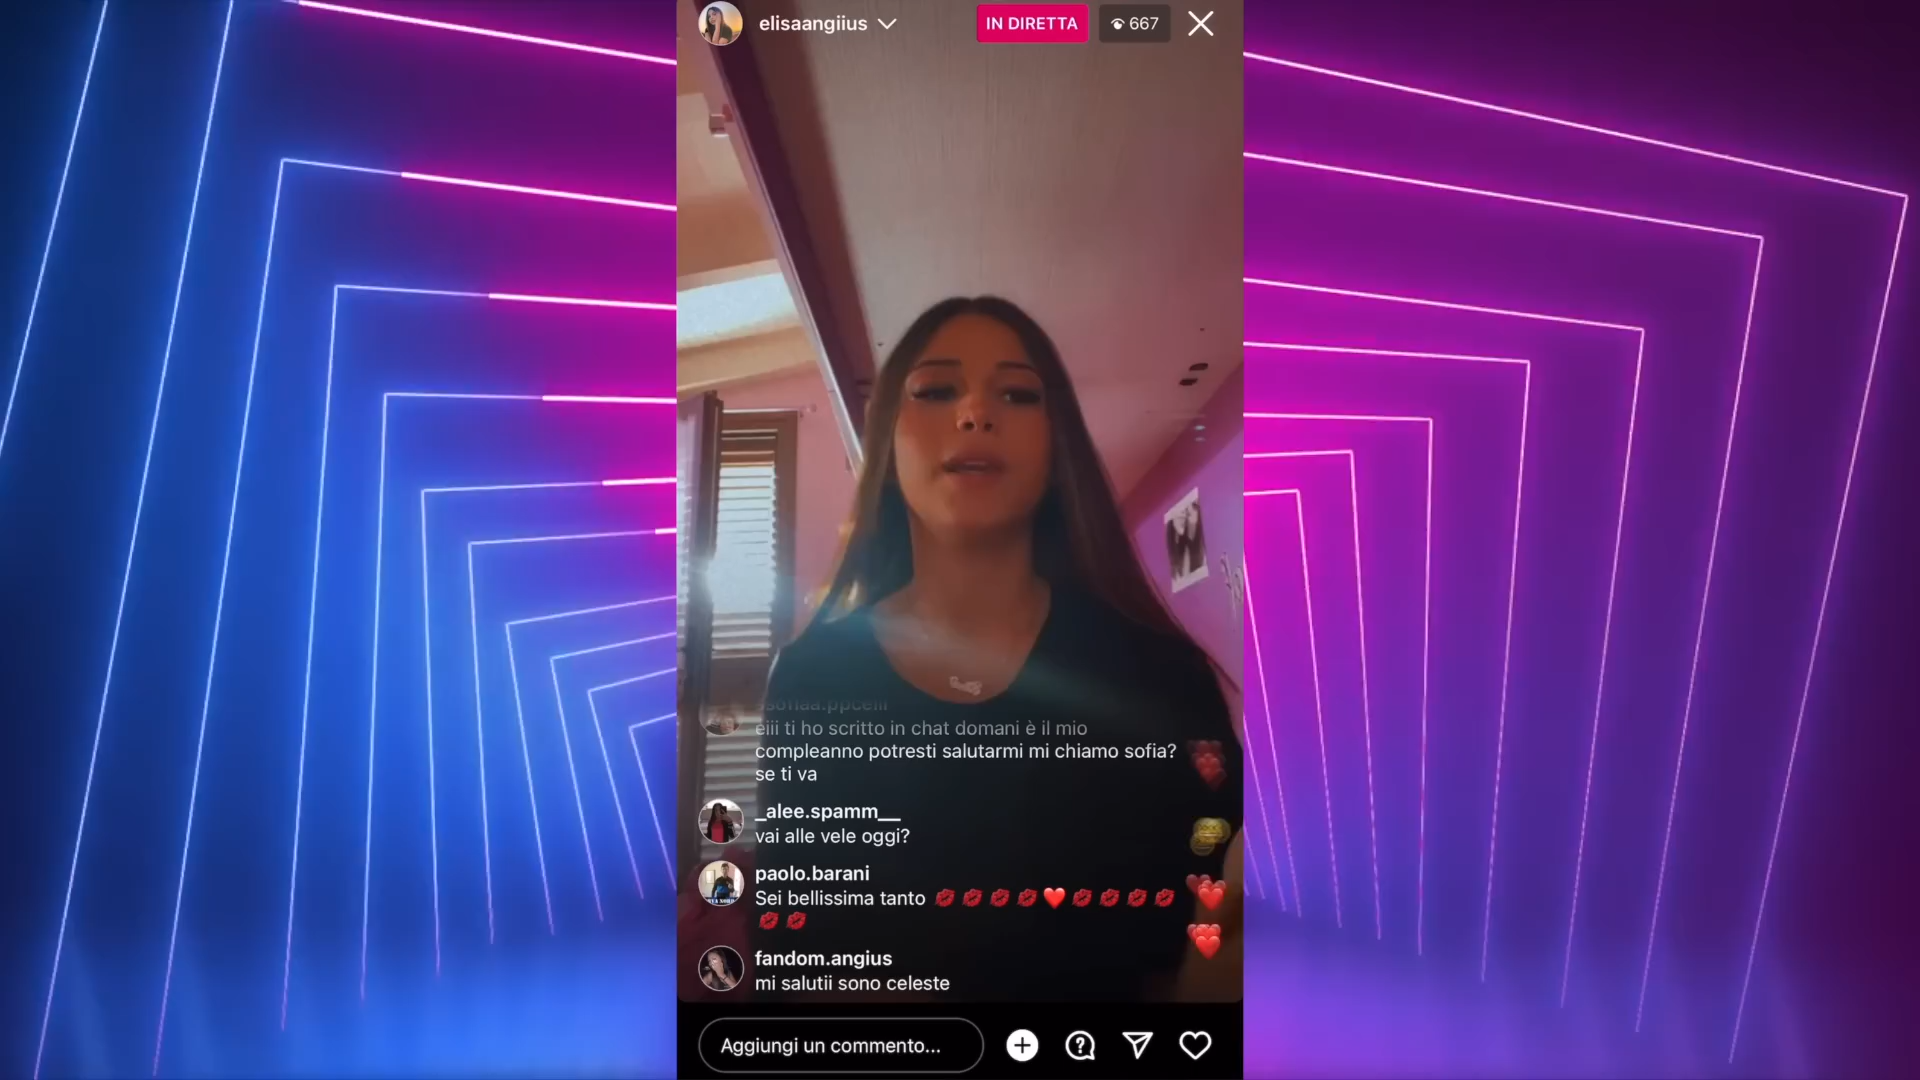 elisaangiius
IN DIRETTA
667
ssofiaa.ppcelli
eiii ti ho scritto in chat domani è il mio
compleanno potresti salutarmi mi chiamo sofia?
se ti va
_alee.spamm__
vai alle vele oggi?
paolo.barani
Sei bellissima tanto 💋💋💋💋❤️💋💋💋💋
💋💋
fandom.angius
mi salutii sono celeste
Aggiungi un commento...